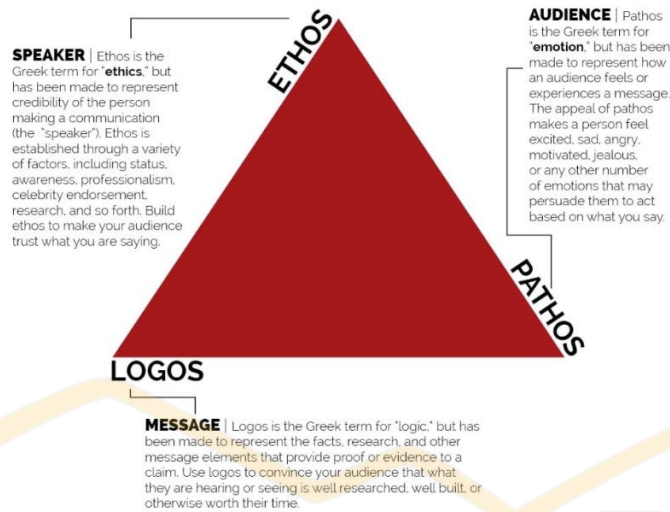 ETHOS
SPEAKER | Ethos is the
Greek term for "ethics," but
has been made to represent
credibility of the person
making a communication
(the "speaker"). Ethos is
established through a variety
of factors, including status,
awareness, professionalism,
celebrity endorsement,
research, and so forth. Build
ethos to make your audience
trust what you are saying.
AUDIENCE | Pathos
is the Greek term for
"emotion," but has been
made to represent how
an audience feels or
experiences a message.
The appeal of pathos
makes a person feel
excited, sad, angry,
motivated, jealous,
or any other number
of emotions that may
persuade them to act
based on what you say.
PATHOS
LOGOS
MESSAGE | Logos is the Greek term for "logic," but has
been made to represent the facts, research, and other
message elements that provide proof or evidence to a
claim. Use logos to convince your audience that what
they are hearing or seeing is well researched, well built, or
otherwise worth their time.